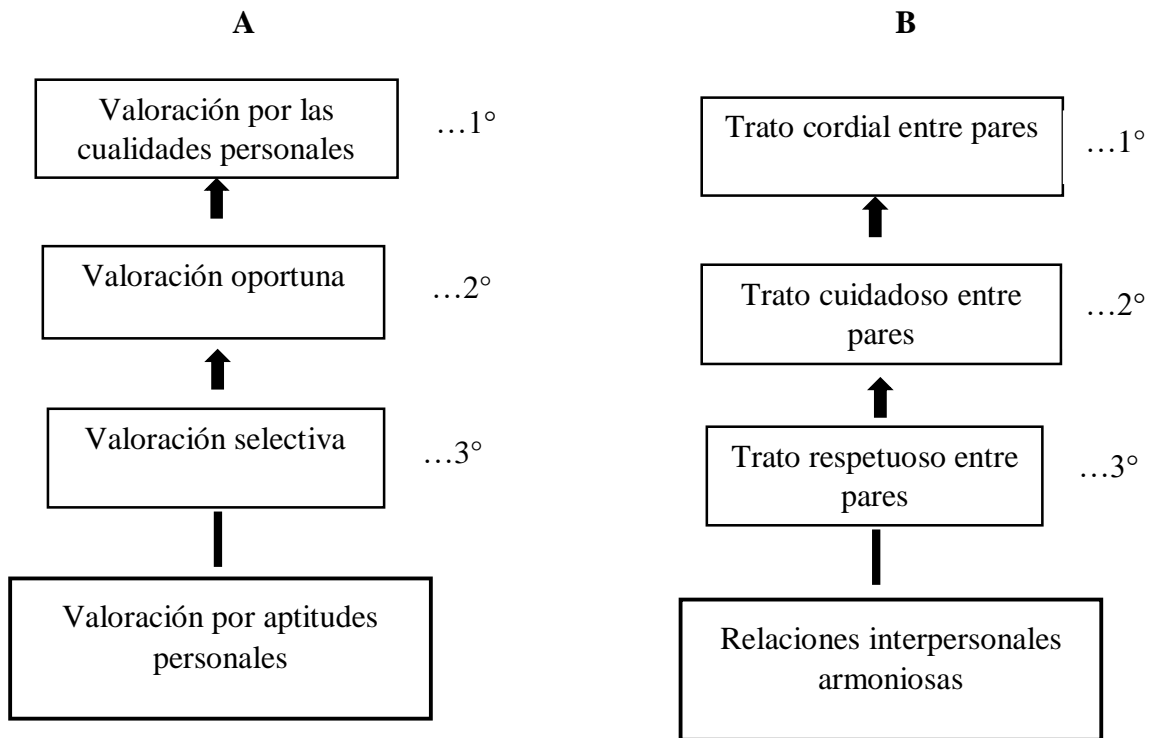 A
Valoración por las
cualidades personales
…1°
Valoración oportuna
…2°
Valoración selectiva
…3°
Valoración por aptitudes
personales
B
Trato cordial entre pares
…1°
Trato cuidadoso entre
pares
…2°
Trato respetuoso entre
pares
…3°
Relaciones interpersonales
armoniosas